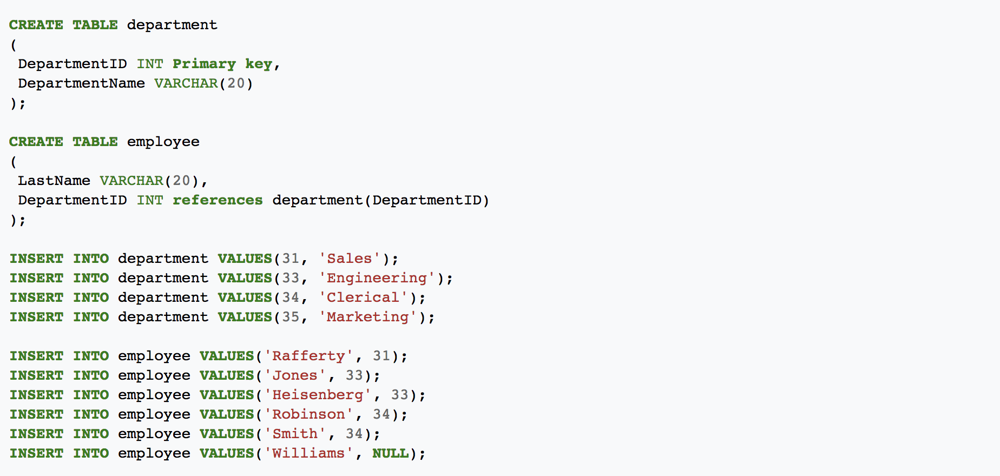 CREATE TABLE department
(
 DepartmentID INT Primary key,
 DepartmentName VARCHAR(20)
);

CREATE TABLE employee
(
 LastName VARCHAR(20),
 DepartmentID INT references department(DepartmentID)
);

INSERT INTO department VALUES(31, 'Sales');
INSERT INTO department VALUES(33, 'Engineering');
INSERT INTO department VALUES(34, 'Clerical');
INSERT INTO department VALUES(35, 'Marketing');

INSERT INTO employee VALUES('Rafferty', 31);
INSERT INTO employee VALUES('Jones', 33);
INSERT INTO employee VALUES('Heisenberg', 33);
INSERT INTO employee VALUES('Robinson', 34);
INSERT INTO employee VALUES('Smith', 34);
INSERT INTO employee VALUES('Williams', NULL);